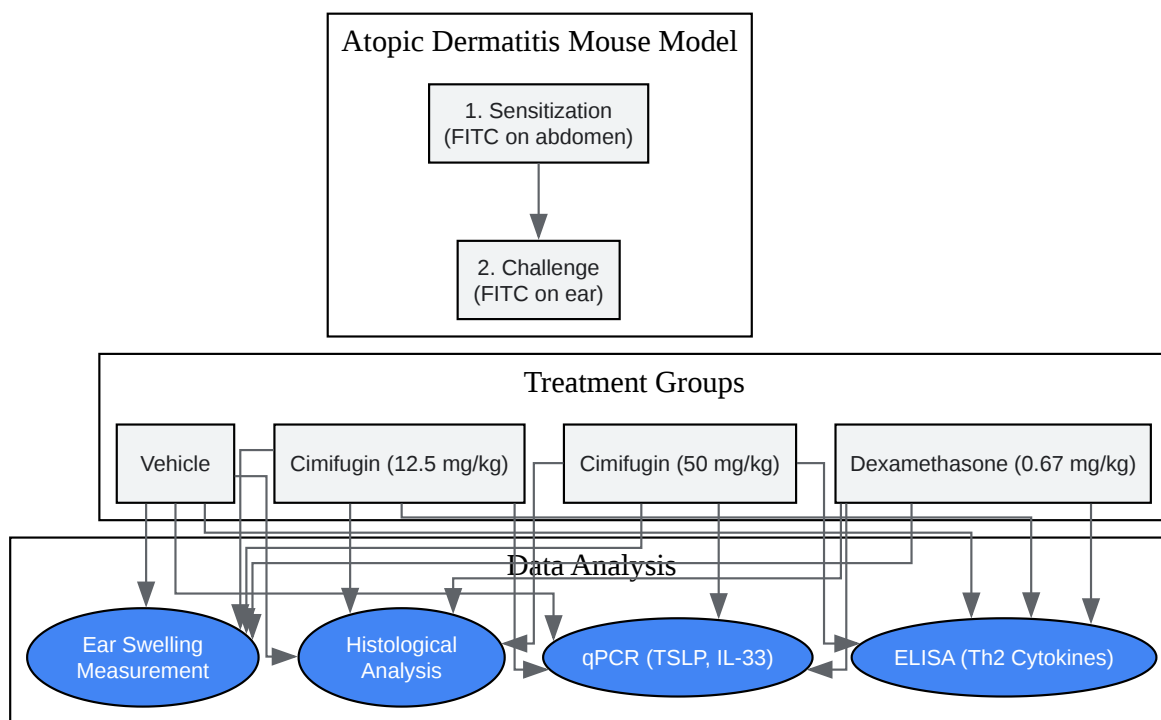 Atopic Dermatitis Mouse Model
1. Sensitization
(FITC on abdomen)
2. Challenge
(FITC on ear)
Treatment Groups
Vehicle
Cimifugin (12.5 mg/kg)
Cimifugin (50 mg/kg)
Dexamethasone (0.67 mg/kg)
Data Analysis
Ear Swelling
Measurement
Histological
Analysis
qPCR (TSLP, IL-33)
ELISA (Th2 Cytokines)